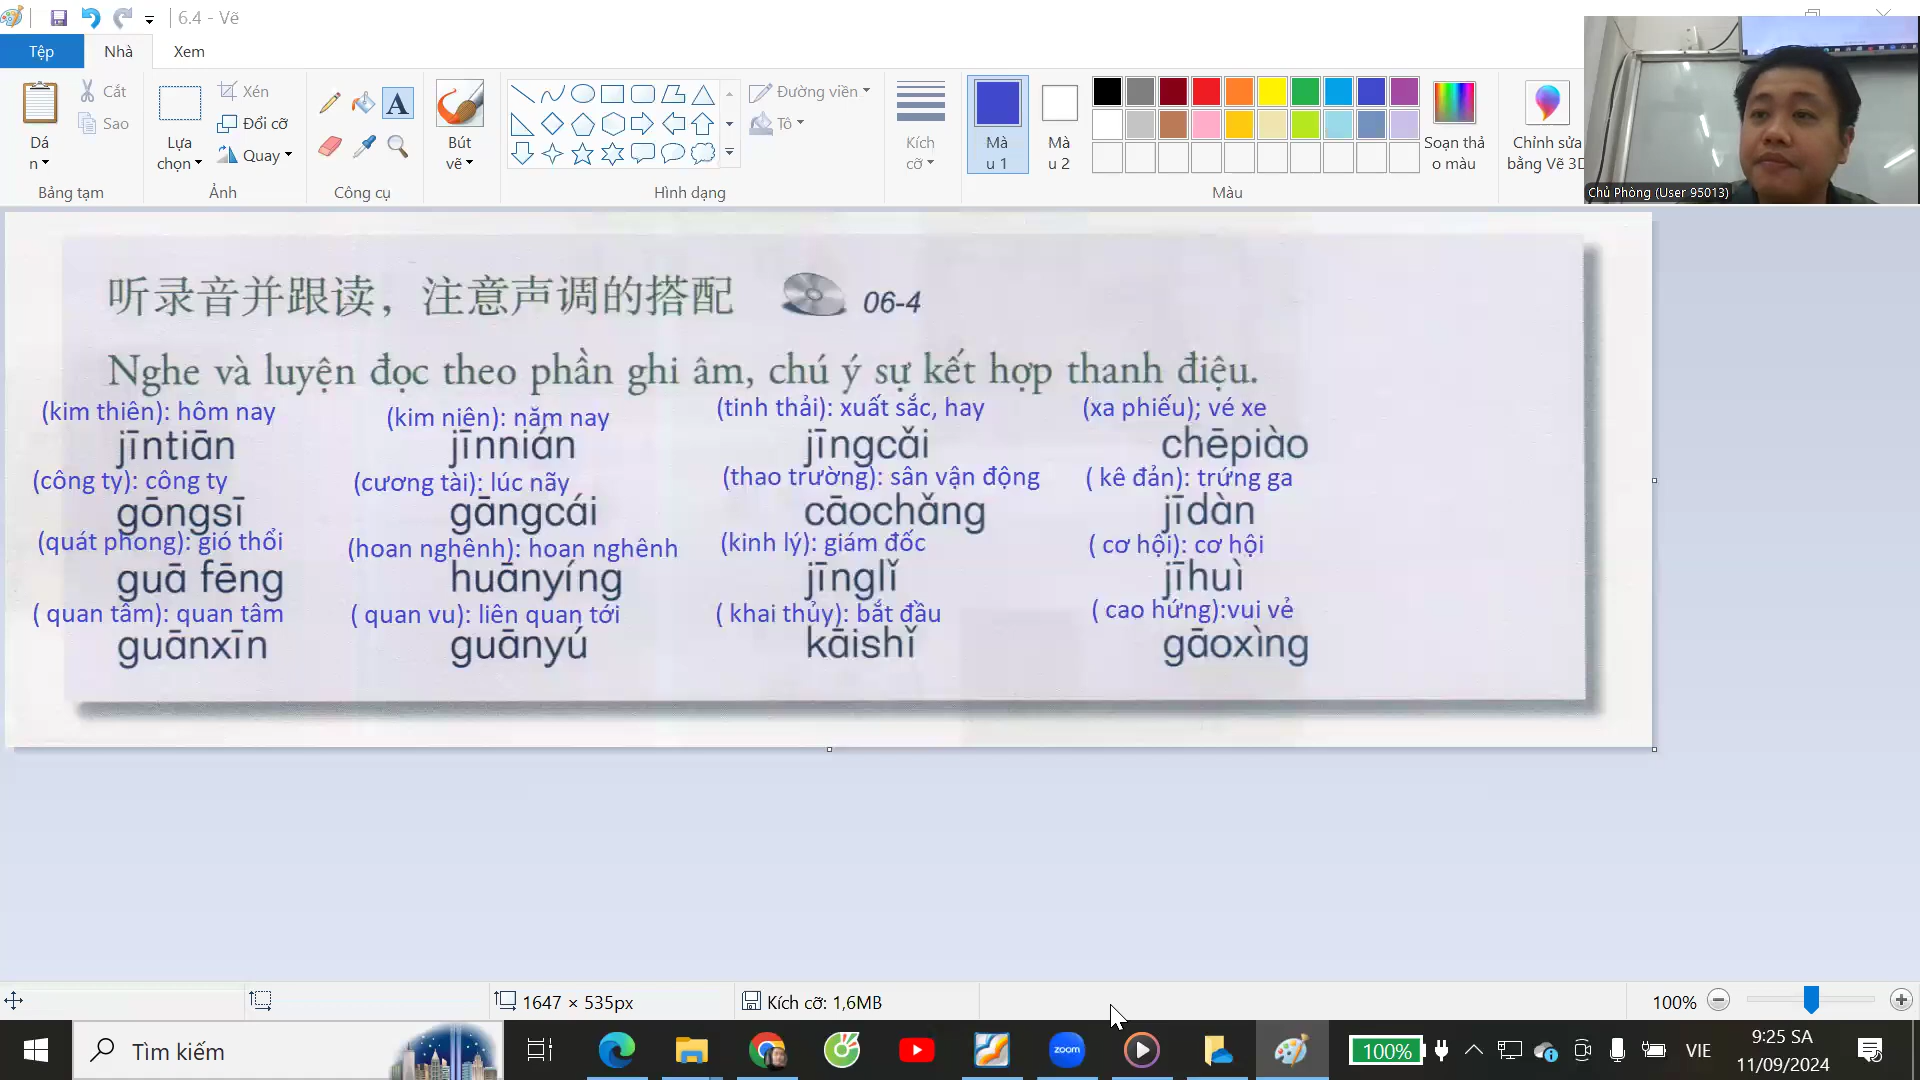 6.4 - Vẽ
Tệp Nhà Xem
Dán Cắt Sao
Lựa chọn Xén Đổi cỡ Quay
Bút vẽ
Đường viền Tô
Kích cỡ
Màu 1 Màu 2
Soạn thảo màu
Chỉnh sửa bằng Vẽ 3D
Bảng tạm Ảnh Công cụ Hình dạng Màu
Chủ Phòng (User 95013)
听录音并跟读，注意声调的搭配 06-4
Nghe và luyện đọc theo phần ghi âm, chú ý sự kết hợp thanh điệu.
(kim thiên): hôm nay (kim niên): năm nay (tinh thải): xuất sắc, hay (xa phiếu); vé xe
jīntiān jīnnián jīngcǎi chēpiào
(công ty): công ty (cương tài): lúc nãy (thao trường): sân vận động ( kê đản): trứng ga
gōngsī gāngcái cāochǎng jīdàn
(quát phong): gió thổi (hoan nghênh): hoan nghênh (kinh lý): giám đốc ( cơ hội): cơ hội
guā fēng huānyíng jīnglǐ jīhuì
( quan tâm): quan tâm ( quan vu): liên quan tới ( khai thủy): bắt đầu ( cao hứng):vui vẻ
guānxīn guānyú kāishǐ gāoxìng
1647 × 535px Kích cỡ: 1,6MB 100%
Tìm kiếm zoom 100% VIE 9:25 SA
11/09/2024